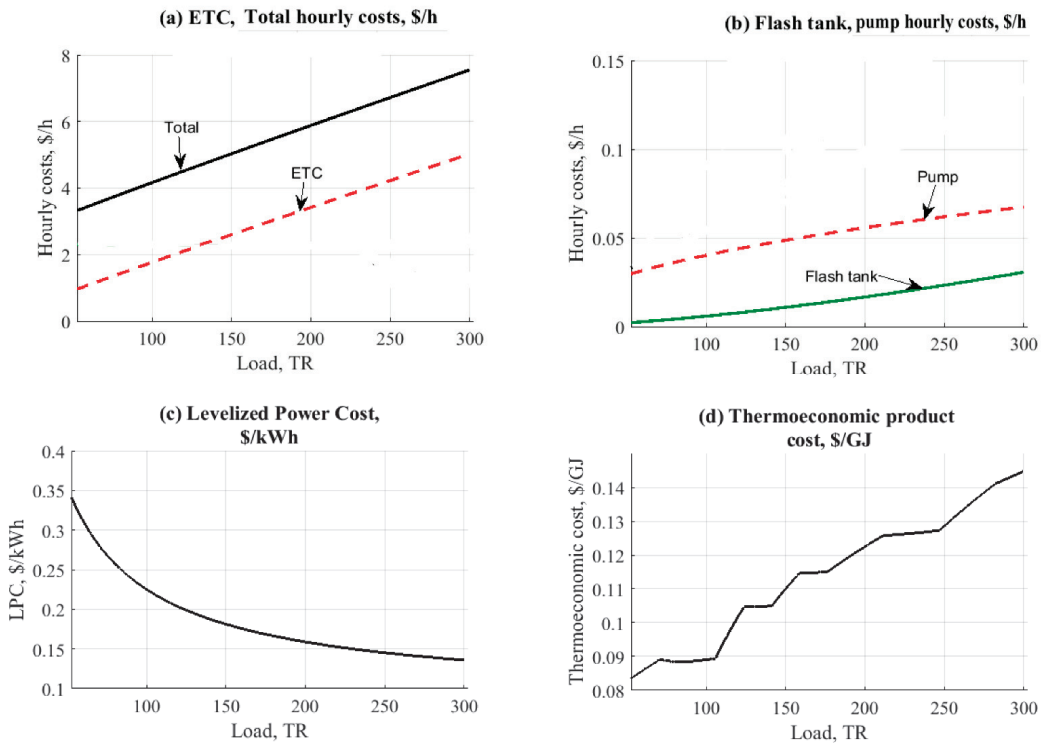 (a) ETC, Total hourly costs, $/h
8
6
4
2
0
Hourly costs, $/h
Total
ETC
100 150 200 250 300
Load, TR
(b) Flash tank, pump hourly costs, $/h
0.15
0.1
0.05
0
Hourly costs, $/h
Pump
Flash tank
100 150 200 250 300
Load, TR
(c) Levelized Power Cost,
$/kWh
0.4
0.35
0.3
0.25
0.2
0.15
0.1
LPC, $/kWh
100 150 200 250 300
Load, TR
(d) Thermoeconomic product
cost, $/GJ
0.14
0.13
0.12
0.11
0.1
0.09
0.08
Thermoeconomic cost, $/GJ
100 150 200 250 300
Load, TR